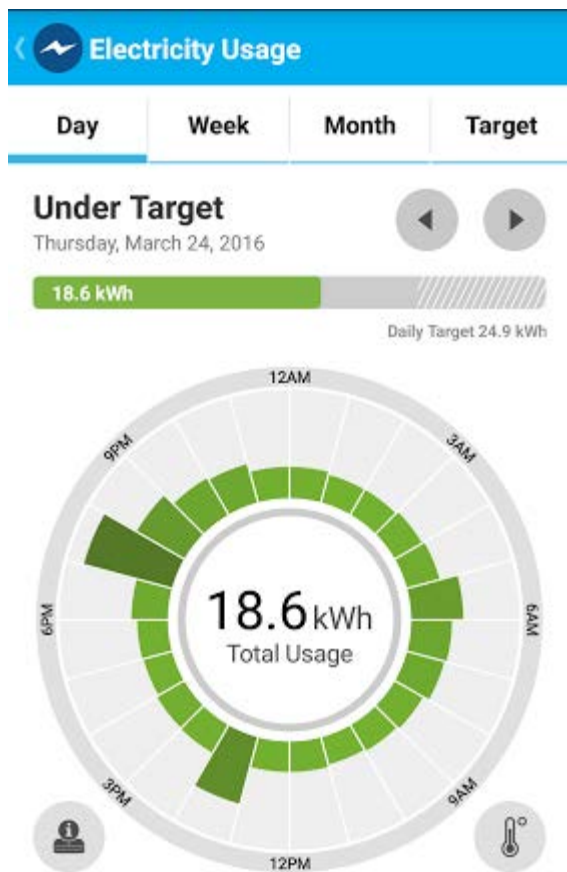 Electricity Usage
Day Week Month Target
Under Target
Thursday, March 24, 2016
18.6 kWh
Daily Target 24.9 kWh
12AM
3AM
6AM
9AM
12PM
3PM
6PM
9PM
18.6 kWh
Total Usage